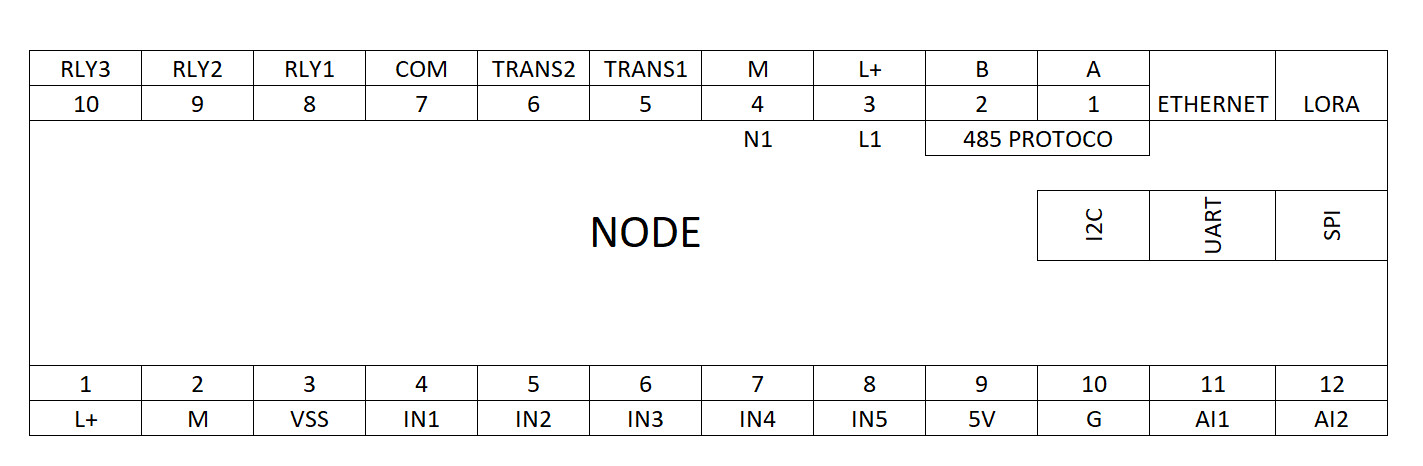 RLY3 RLY2 RLY1 COM TRANS2 TRANS1 M L+ B A
10 9 8 7 6 5 4 3 2 1 ETHERNET LORA
N1 L1 485 PROTOCO
NODE
I2C UART SPI
1 2 3 4 5 6 7 8 9 10 11 12
L+ M VSS IN1 IN2 IN3 IN4 IN5 5V G AI1 AI2